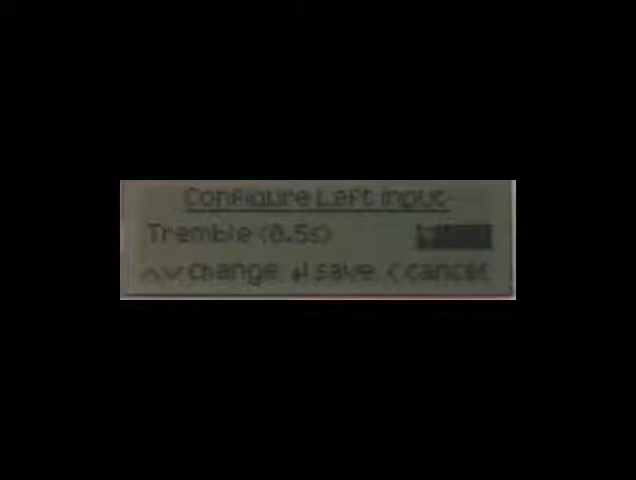 Configure Left Input
Tremble (0.5s)
^ v change ↵ save < cancel